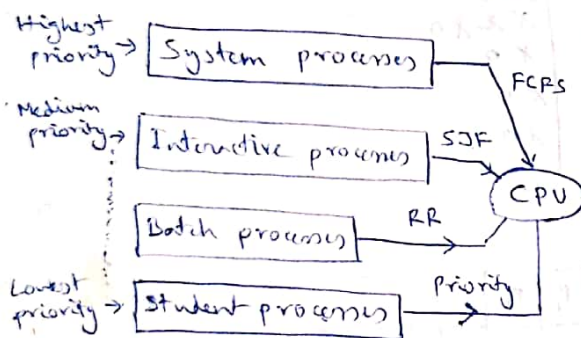 Highest
priority → System processes
FCFS
Medium
priority → Interactive processes SJF
CPU
Batch processes RR
Lowest
priority → Student processes Priority